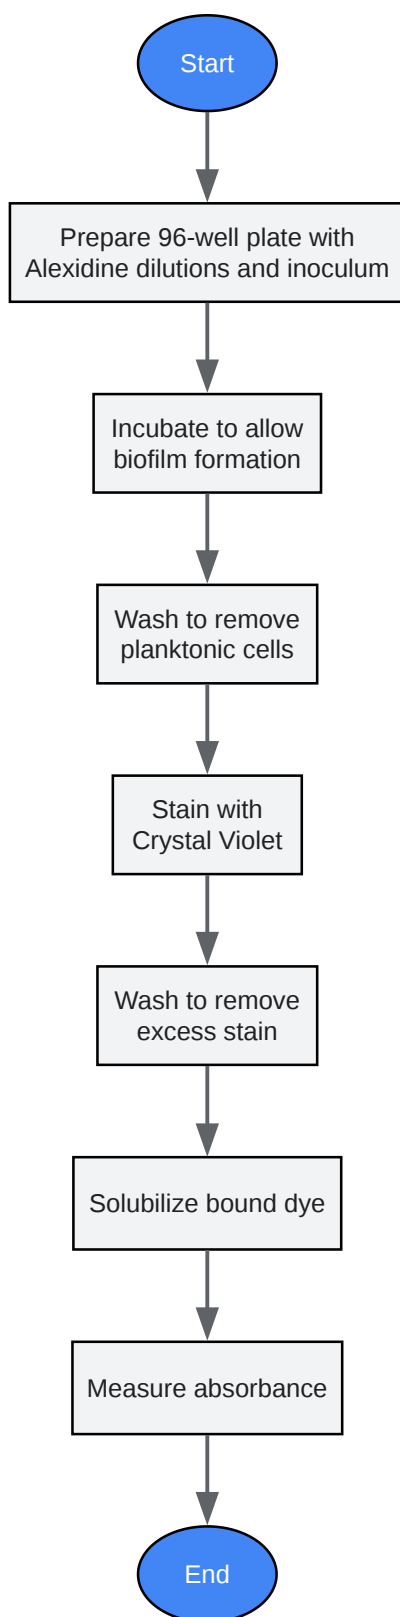 Start
Prepare 96-well plate with
Alexidine dilutions and inoculum
Incubate to allow
biofilm formation
Wash to remove
planktonic cells
Stain with
Crystal Violet
Wash to remove
excess stain
Solubilize bound dye
Measure absorbance
End